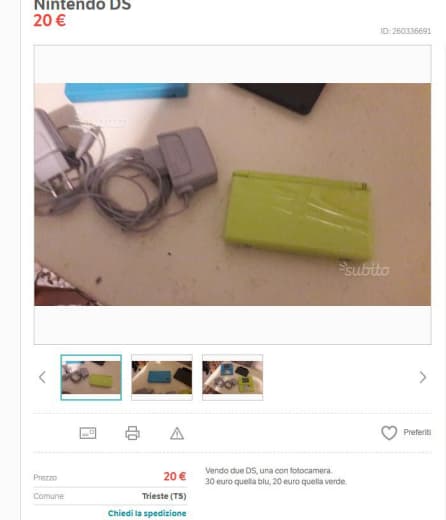 Nintendo DS
20 €
ID: 260336691
subito
Preferiti
Prezzo
20 €
Comune
Trieste (TS)
Chiedi la spedizione
Vendo due DS, una con fotocamera.
30 euro quella blu, 20 euro quella verde.